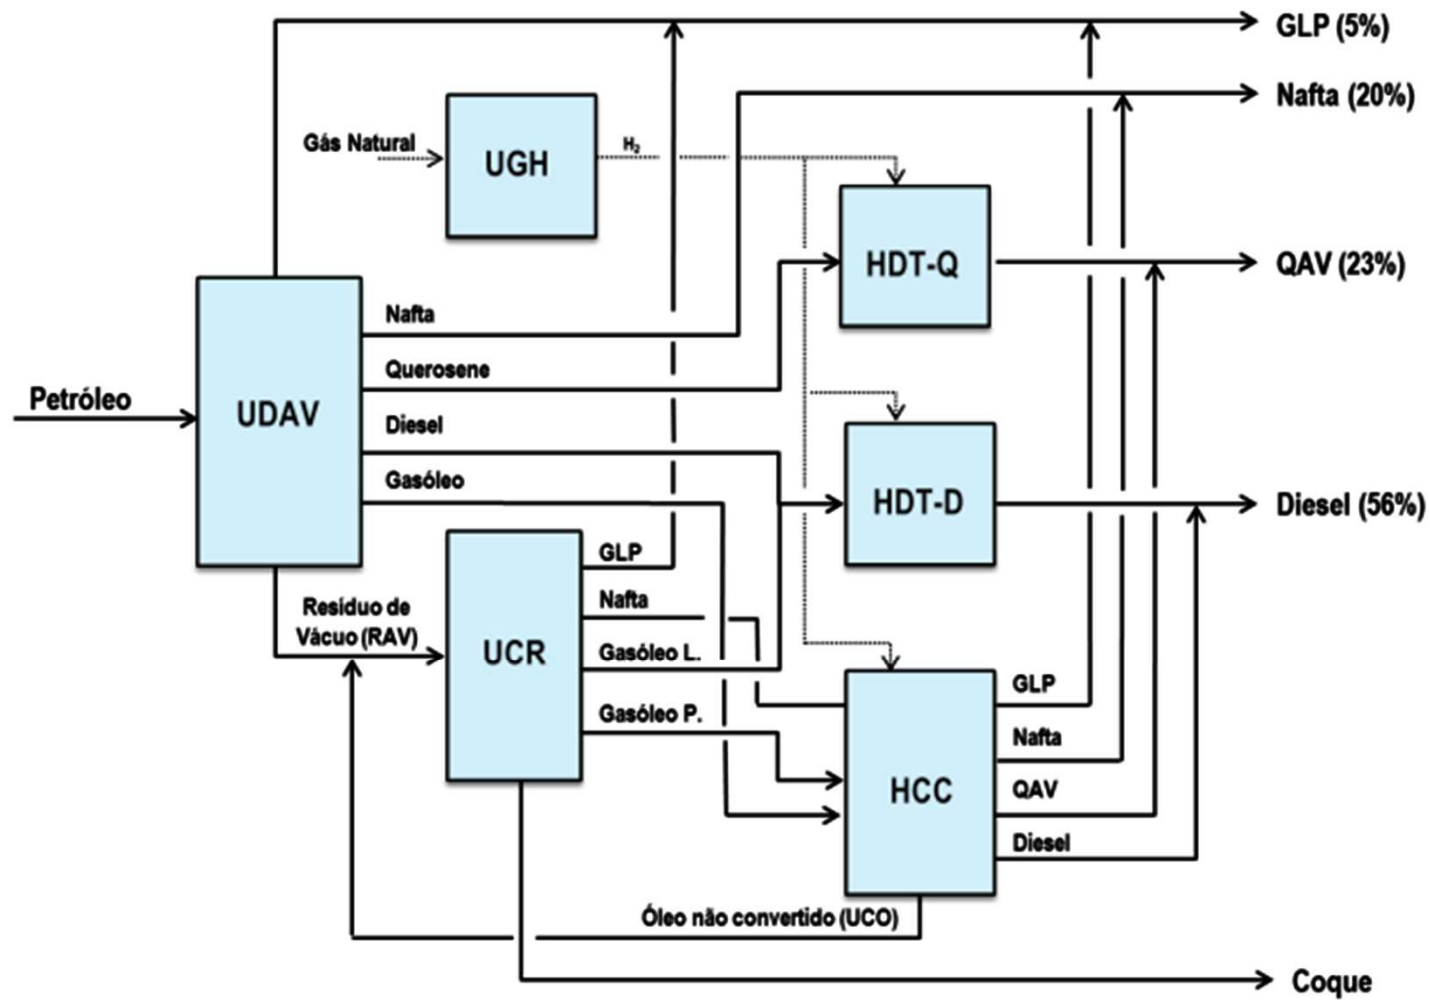 GLP (5%)
Nafta (20%)
Gás Natural
UGH
H₂
HDT-Q
QAV (23%)
Nafta
Querosene
Petróleo
UDAV
Diesel
Gasóleo
HDT-D
Diesel (56%)
GLP
Nafta
Resíduo de
Vácuo (RAV)
UCR
Gasóleo L.
Gasóleo P.
GLP
Nafta
HCC
QAV
Diesel
Óleo não convertido (UCO)
Coque